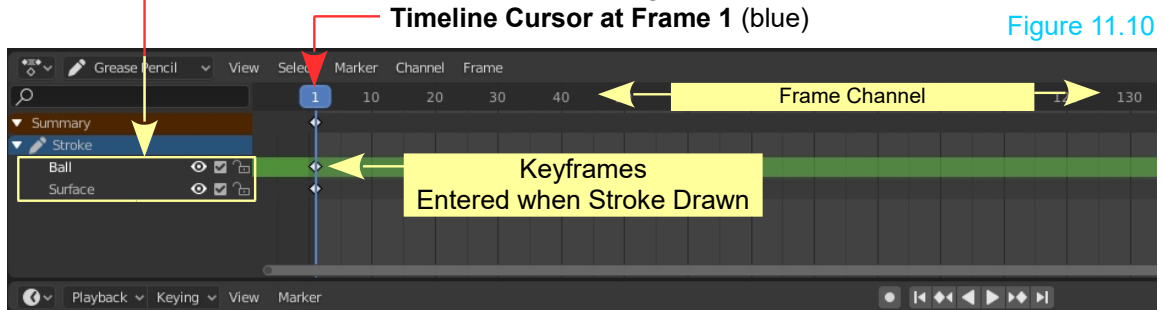 Timeline Cursor at Frame 1 (blue)
Figure 11.10
Grease Pencil View Select Marker Channel Frame
1 10 20 30 40 Frame Channel 130
Summary
Stroke
Ball
Surface
Keyframes
Entered when Stroke Drawn
Playback Keying View Marker